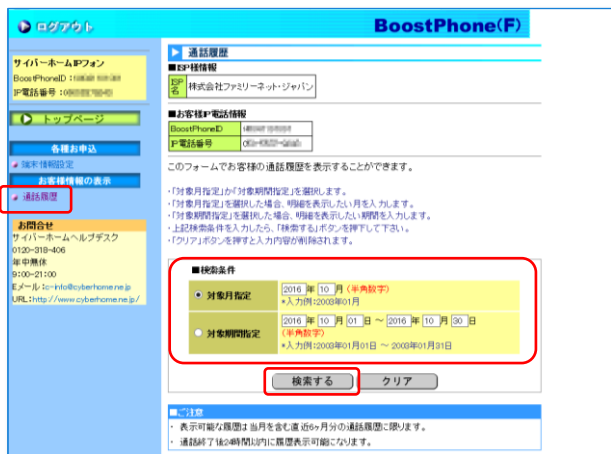 ログアウト
BoostPhone(F)
サイバーホームIPフォン
BoostPhoneID：
IP電話番号：
トップページ
各種お申込
端末情報設定
お客様情報の表示
通話履歴
お問合せ
サイバーホームヘルプデスク
0120-318-406
年中無休
9:00-21:00
Eメール：c-info@cyberhome.ne.jp
URL：http://www.cyberhome.ne.jp/
通話履歴
■ISP様情報
ISP名 株式会社ファミリーネット・ジャパン
■お客様IP電話情報
BoostPhoneID
IP電話番号
このフォームでお客様の通話履歴を表示することができます。
・「対象月指定」か「対象期間指定」を選択します。
・「対象月指定」を選択した場合、明細を表示したい月を入力します。
・「対象期間指定」を選択した場合、明細を表示したい期間を入力します。
・上記検索条件を入力したら、「検索する」ボタンを押下して下さい。
・「クリア」ボタンを押すと入力内容が削除されます。
■検索条件
対象月指定 2016 年 10 月 (半角数字)
*入力例：2003年01月
対象期間指定 2016 年 10 月 01 日 ～ 2016 年 10 月 30 日
(半角数字)
*入力例：2003年01月01日 ～ 2003年01月31日
検索する クリア
■ご注意
・ 表示可能な履歴は当月を含む直近6ヶ月分の通話履歴に限ります。
・ 通話終了後24時間以内に履歴表示可能になります。